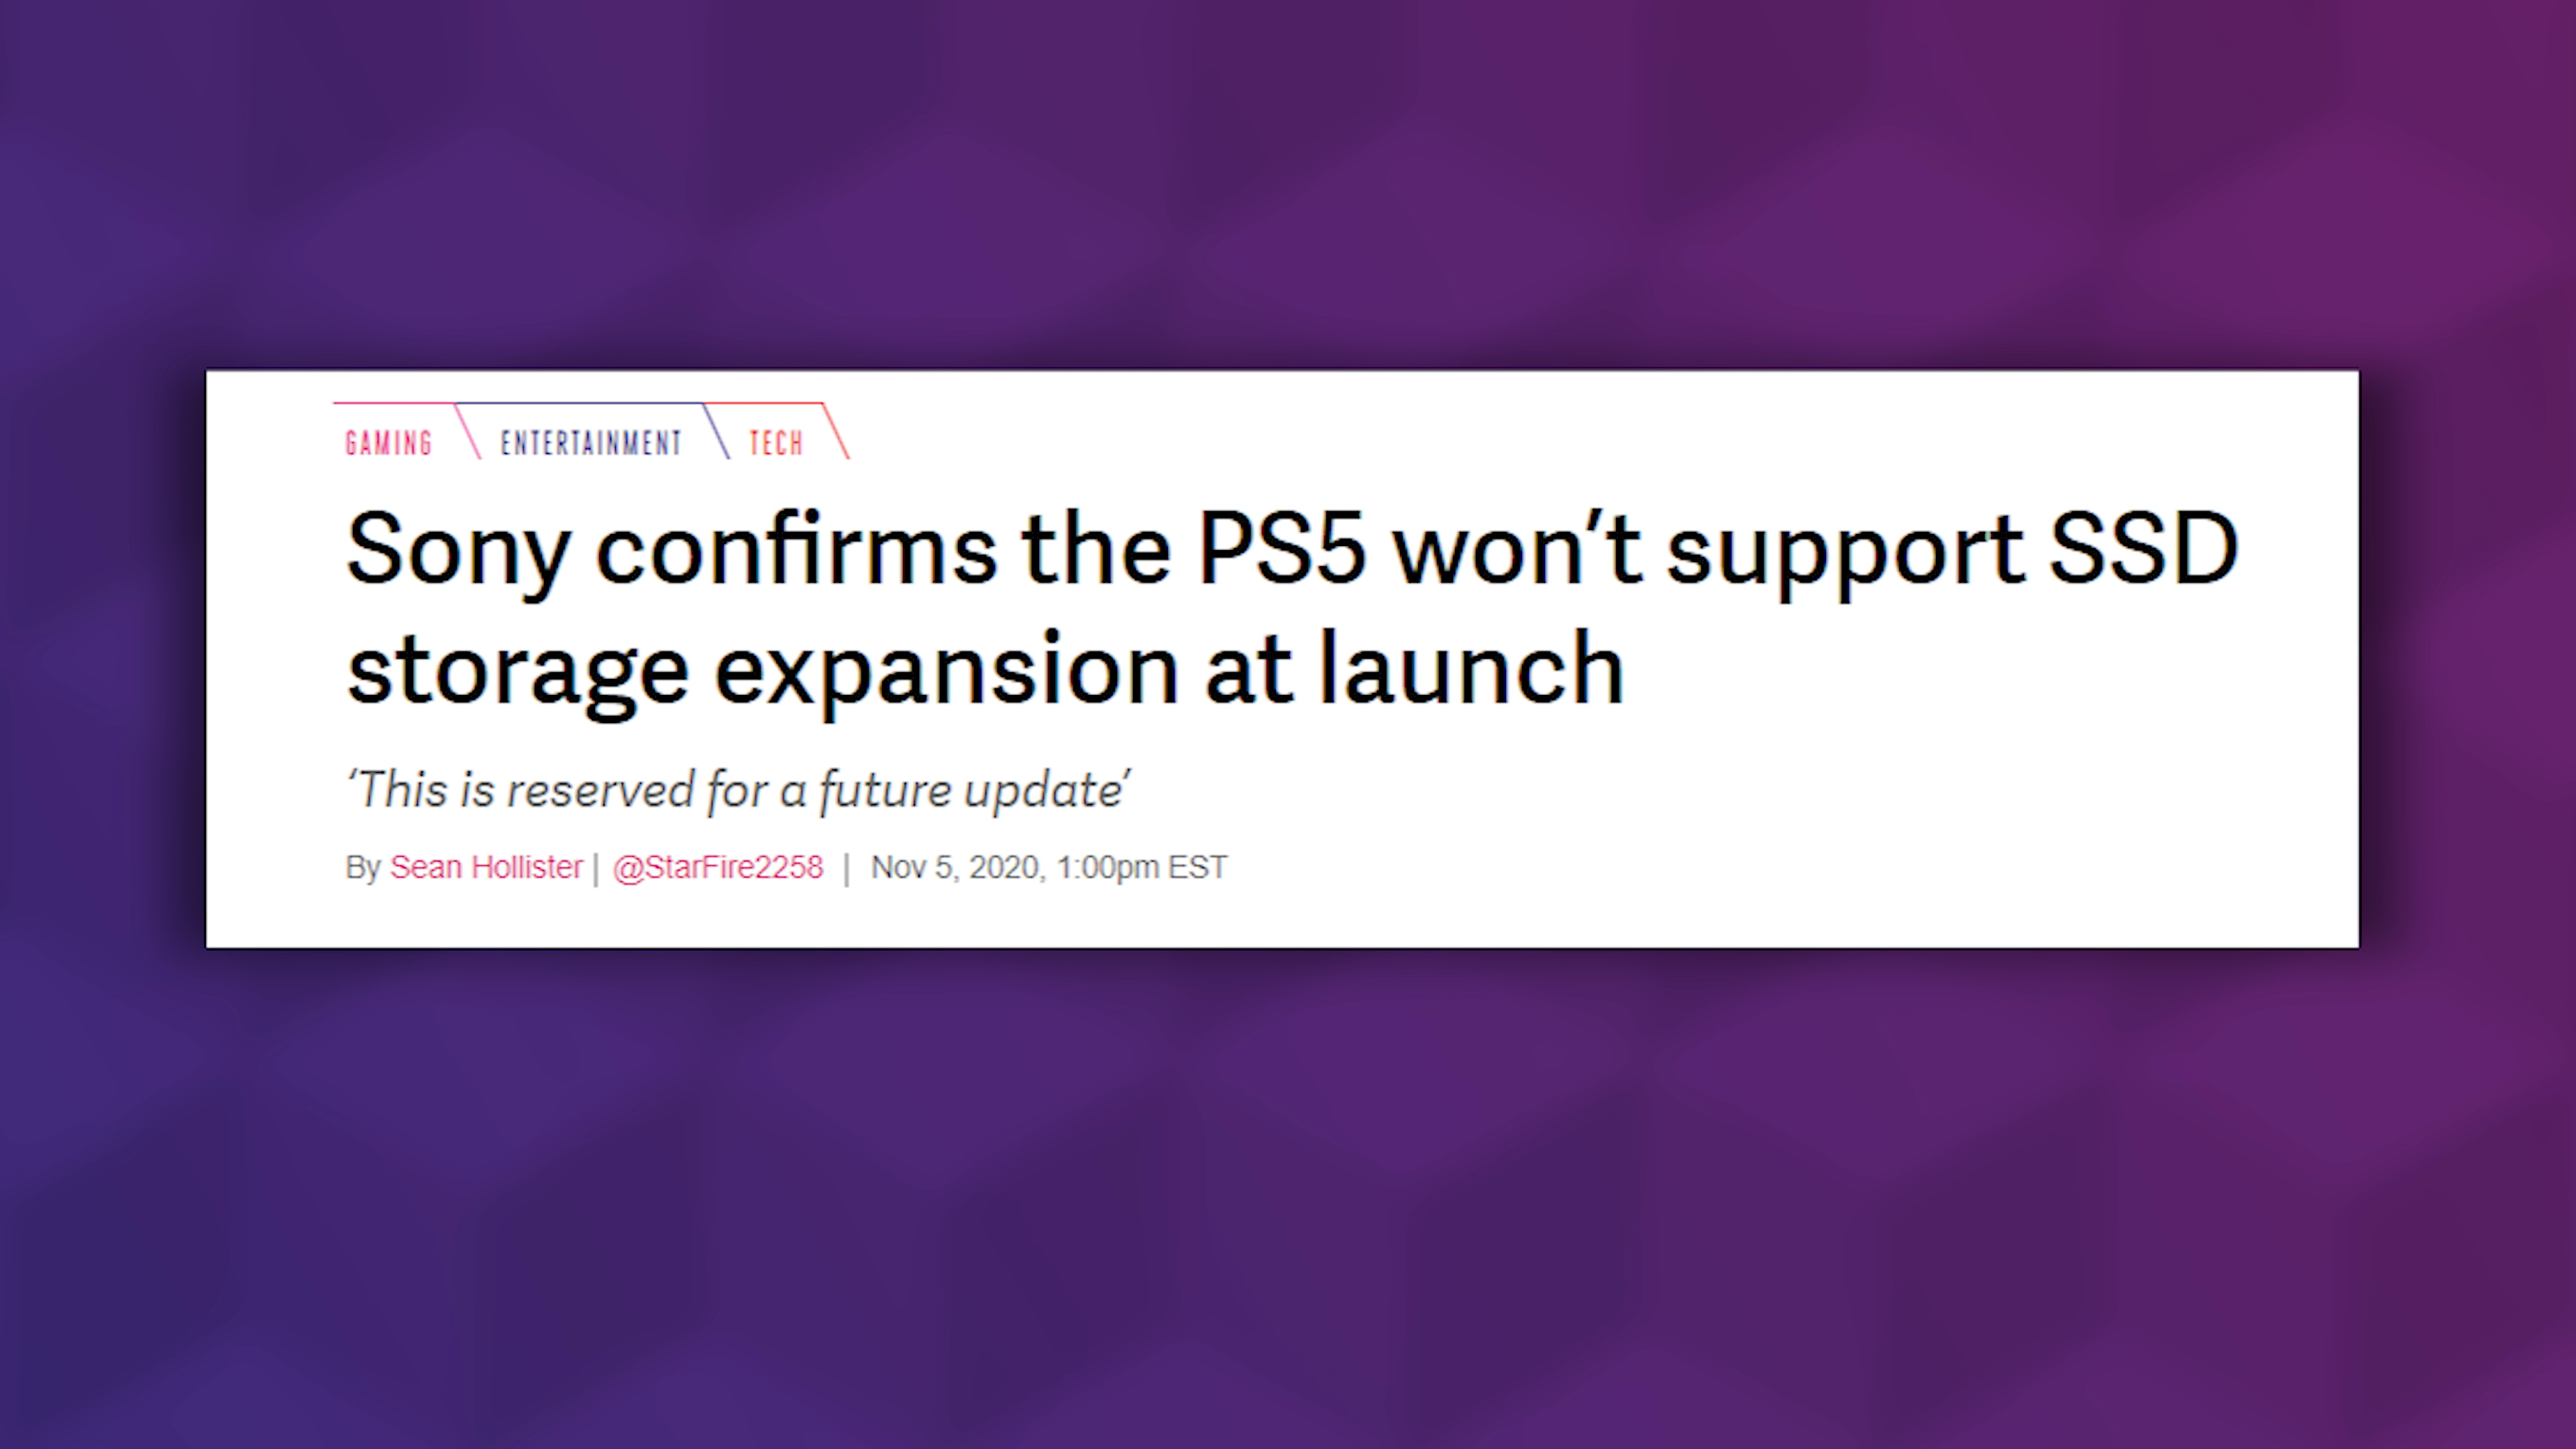 GAMING ENTERTAINMENT TECH
Sony confirms the PS5 won’t support SSD
storage expansion at launch
‘This is reserved for a future update’
By Sean Hollister | @StarFire2258 | Nov 5, 2020, 1:00pm EST